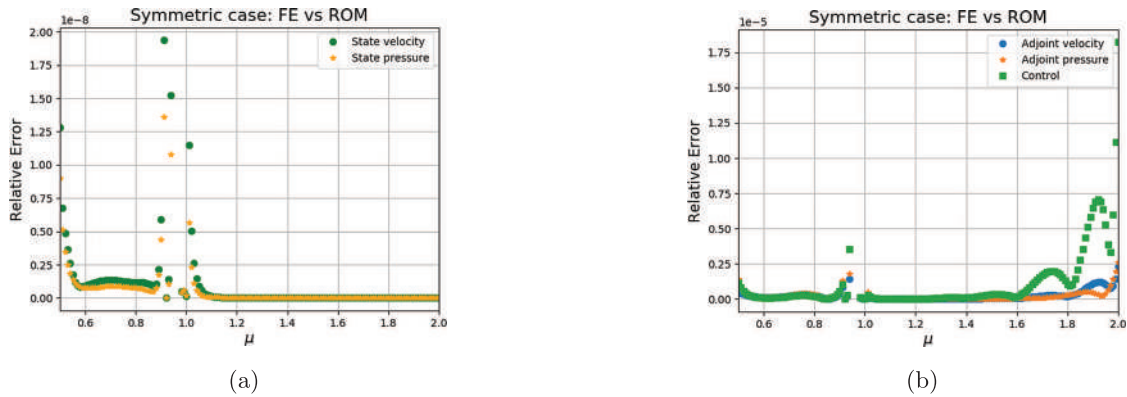 Symmetric case: FE vs ROM
1e−8
2.00
1.75
1.50
1.25
1.00
0.75
0.50
0.25
0.00
Relative Error
State velocity
State pressure
0.6 0.8 1.0 1.2 1.4 1.6 1.8 2.0
μ
(a)
Symmetric case: FE vs ROM
1e−5
1.75
1.50
1.25
1.00
0.75
0.50
0.25
0.00
Relative Error
Adjoint velocity
Adjoint pressure
Control
0.6 0.8 1.0 1.2 1.4 1.6 1.8 2.0
μ
(b)